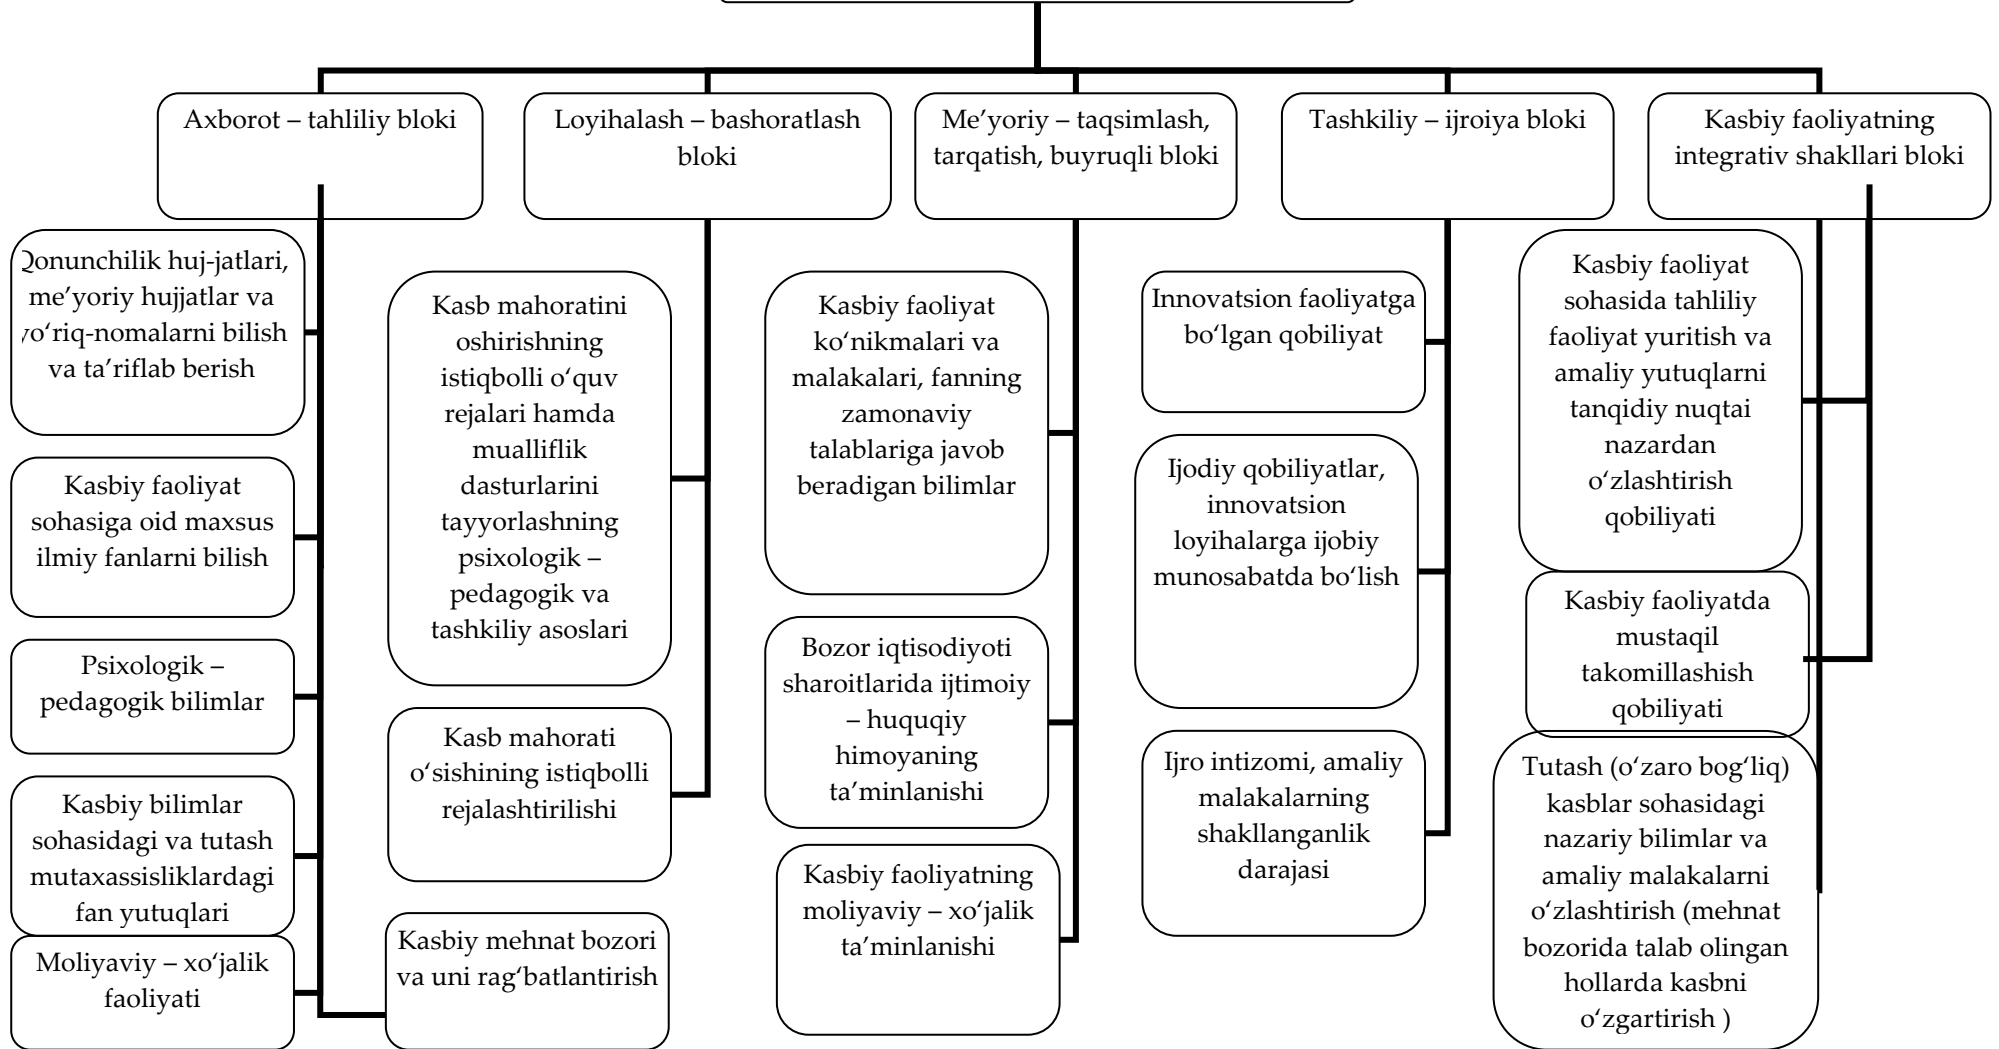 Axborot – tahliliy bloki
Loyihalash – bashoratlash
bloki
Me’yoriy – taqsimlash,
tarqatish, buyruqli bloki
Tashkiliy – ijroiya bloki
Kasbiy faoliyatning
integrativ shakllari bloki
Qonunchilik huj-jatlari,
me’yoriy hujjatlar va
yo‘riq-nomalarni bilish
va ta’riflab berish
Kasbiy faoliyat
sohasiga oid maxsus
ilmiy fanlarni bilish
Psixologik –
pedagogik bilimlar
Kasbiy bilimlar
sohasidagi va tutash
mutaxassisliklardagi
fan yutuqlari
Moliyaviy – xo‘jalik
faoliyati
Kasb mahoratini
oshirishning
istiqbolli o‘quv
rejalari hamda
mualliflik
dasturlarini
tayyorlashning
psixologik –
pedagogik va
tashkiliy asoslari
Kasb mahorati
o‘sishining istiqbolli
rejalashtirilishi
Kasbiy mehnat bozori
va uni rag‘batlantirish
Kasbiy faoliyat
ko‘nikmalari va
malakalari, fanning
zamonaviy
talablariga javob
beradigan bilimlar
Bozor iqtisodiyoti
sharoitlarida ijtimoiy
– huquqiy
himoyaning
ta’minlanishi
Kasbiy faoliyatning
moliyaviy – xo‘jalik
ta’minlanishi
Innovatsion faoliyatga
bo‘lgan qobiliyat
Ijodiy qobiliyatlar,
innovatsion
loyihalarga ijobiy
munosabatda bo‘lish
Ijro intizomi, amaliy
malakalarning
shakllanganlik
darajasi
Kasbiy faoliyat
sohasida tahliliy
faoliyat yuritish va
amaliy yutuqlarni
tanqidiy nuqtai
nazardan
o‘zlashtirish
qobiliyati
Kasbiy faoliyatda
mustaqil
takomillashish
qobiliyati
Tutash (o‘zaro bog‘liq)
kasblar sohasidagi
nazariy bilimlar va
amaliy malakalarni
o‘zlashtirish (mehnat
bozorida talab olingan
hollarda kasbni
o‘zgartirish )